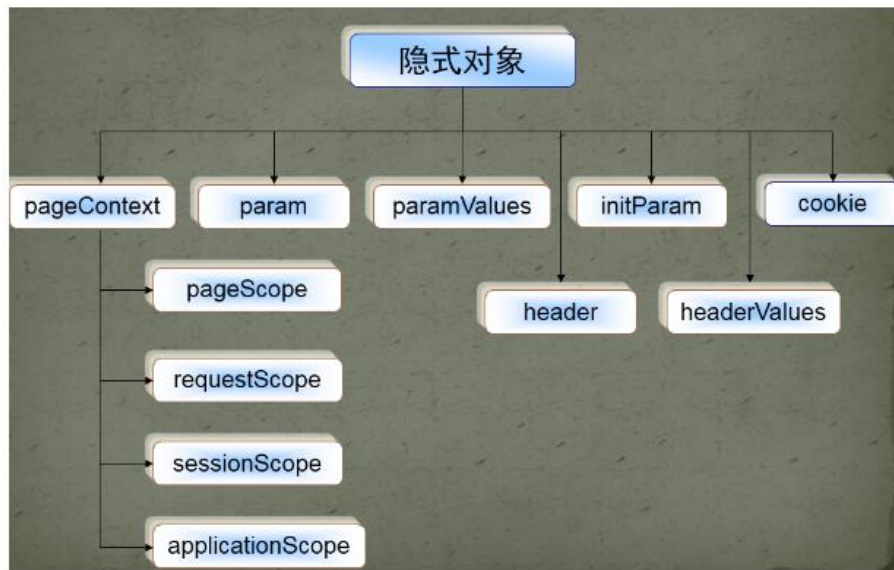 隐式对象
pageContext
param
paramValues
initParam
cookie
header
headerValues
pageScope
requestScope
sessionScope
applicationScope